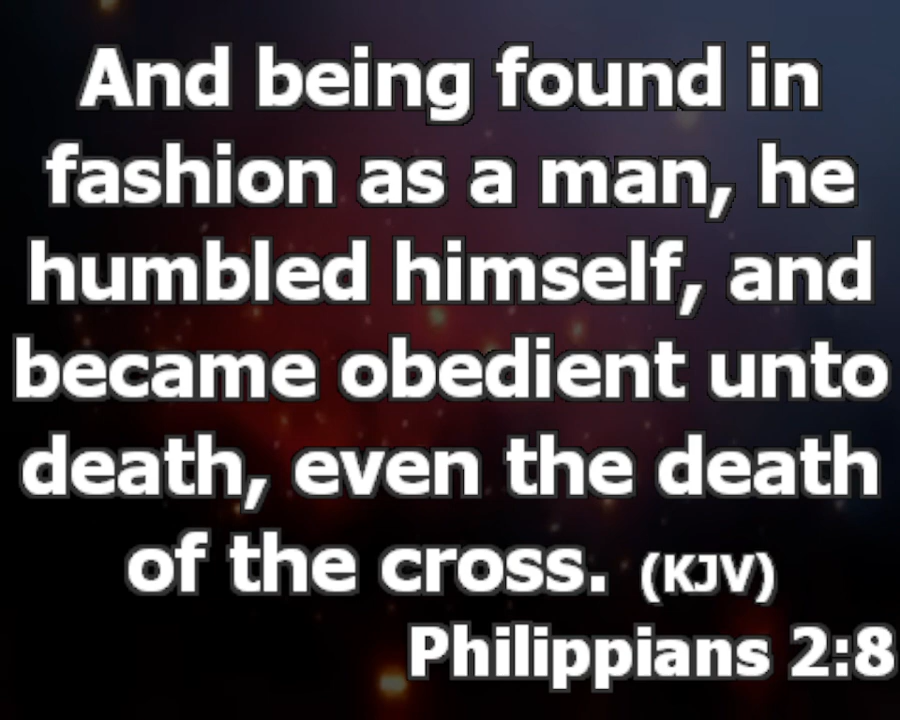 And being found in
fashion as a man, he
humbled himself, and
became obedient unto
death, even the death
of the cross. (KJV)
Philippians 2:8